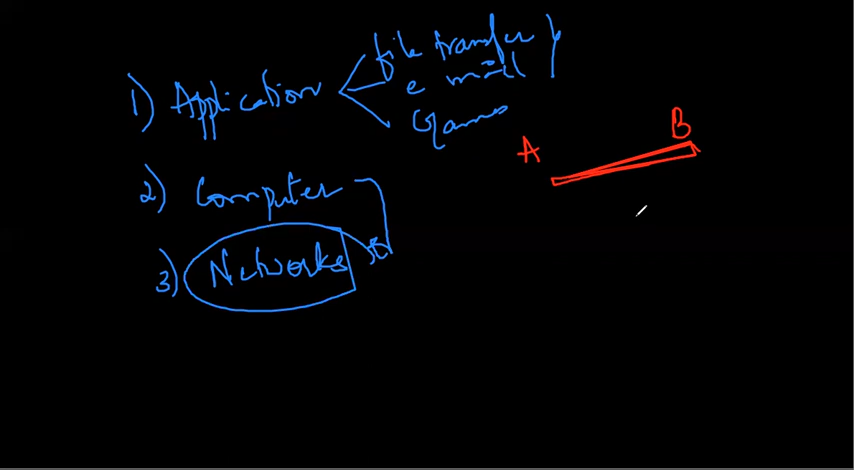 1) Application
file transfer
e mail
Games
2) Computer
3) Networks
A
B